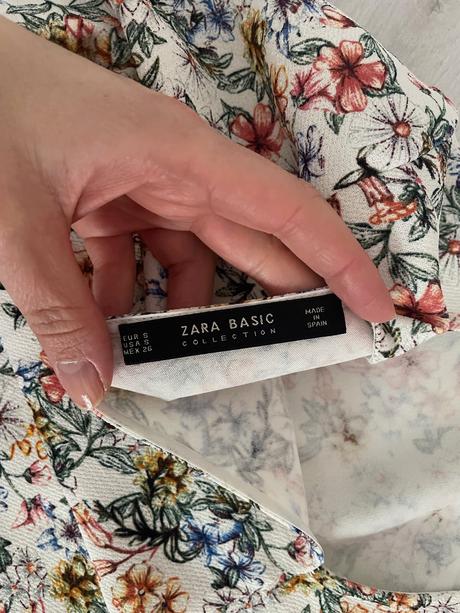 EUR S
USA S
MEX 26
ZARA BASIC
COLLECTION
MADE
IN
SPAIN